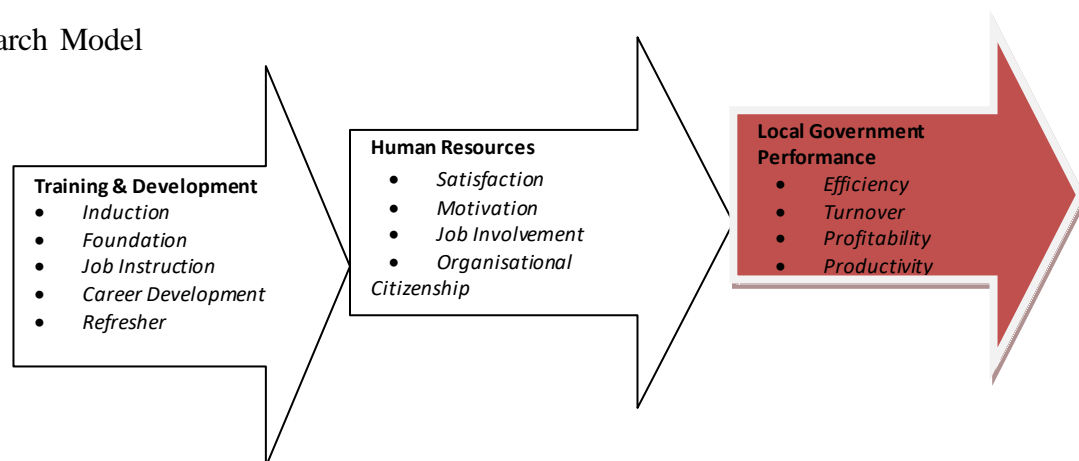 arch Model
Training & Development
• Induction
• Foundation
• Job Instruction
• Career Development
• Refresher
Human Resources
• Satisfaction
• Motivation
• Job Involvement
• Organisational
Citizenship
Local Government
Performance
• Efficiency
• Turnover
• Profitability
• Productivity